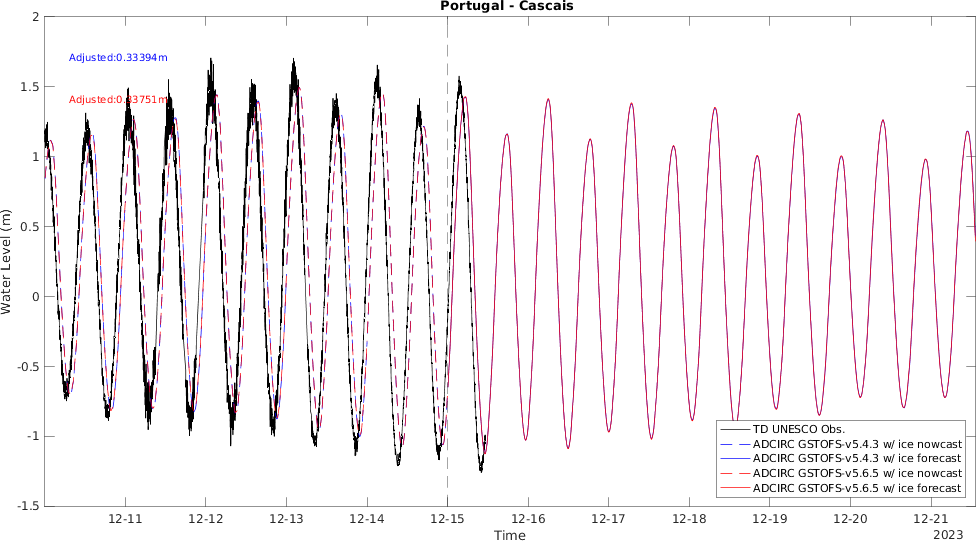 Portugal - Cascais
2
1.5
1
0.5
0
-0.5
-1
-1.5
Water Level (m)
Adjusted:0.33394m
Adjusted:0.33751m
TD UNESCO Obs.
ADCIRC GSTOFS-v5.4.3 w/ ice nowcast
ADCIRC GSTOFS-v5.4.3 w/ ice forecast
ADCIRC GSTOFS-v5.6.5 w/ ice nowcast
ADCIRC GSTOFS-v5.6.5 w/ ice forecast
12-11 12-12 12-13 12-14 12-15 12-16 12-17 12-18 12-19 12-20 12-21
Time
2023